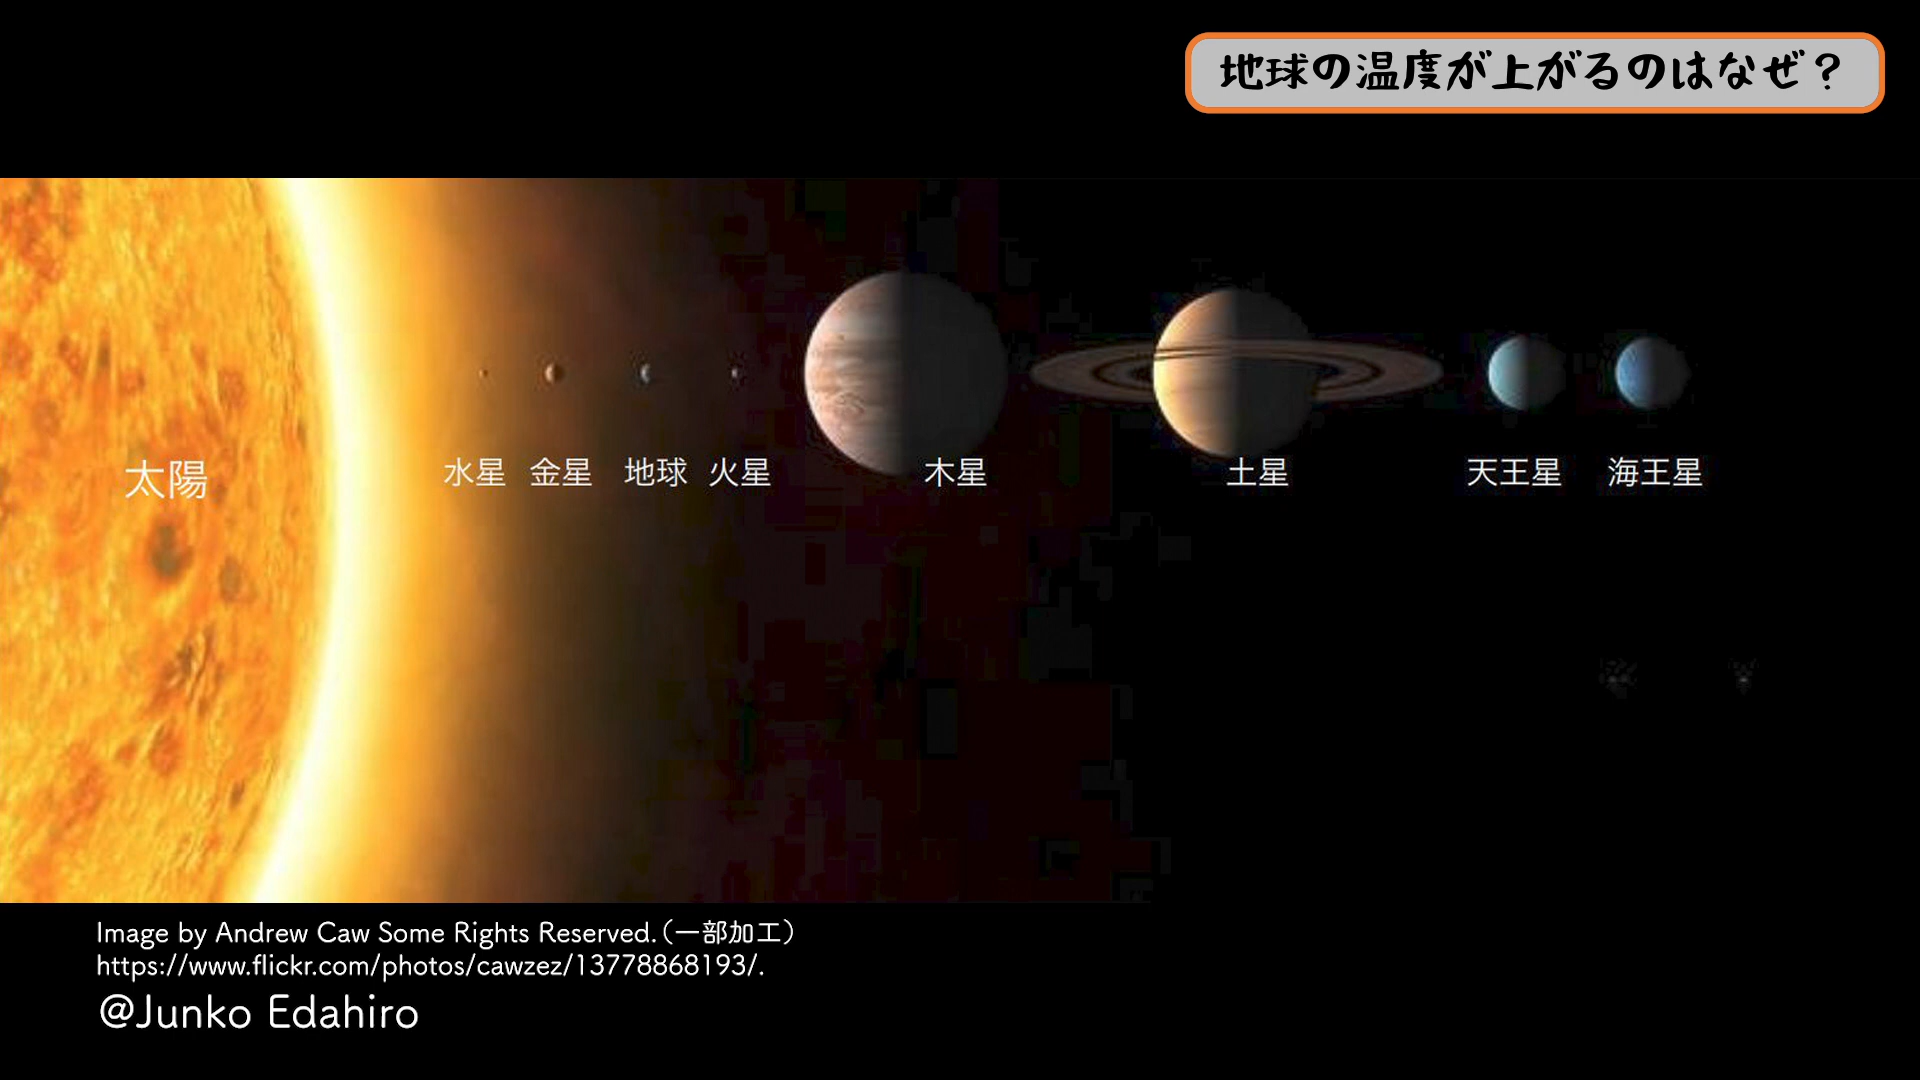 地球の温度が上がるのはなぜ？
太陽
水星
金星
地球
火星
木星
土星
天王星
海王星
Image by Andrew Caw Some Rights Reserved.（一部加工）
https://www.flickr.com/photos/cawzez/13778868193/.
@Junko Edahiro